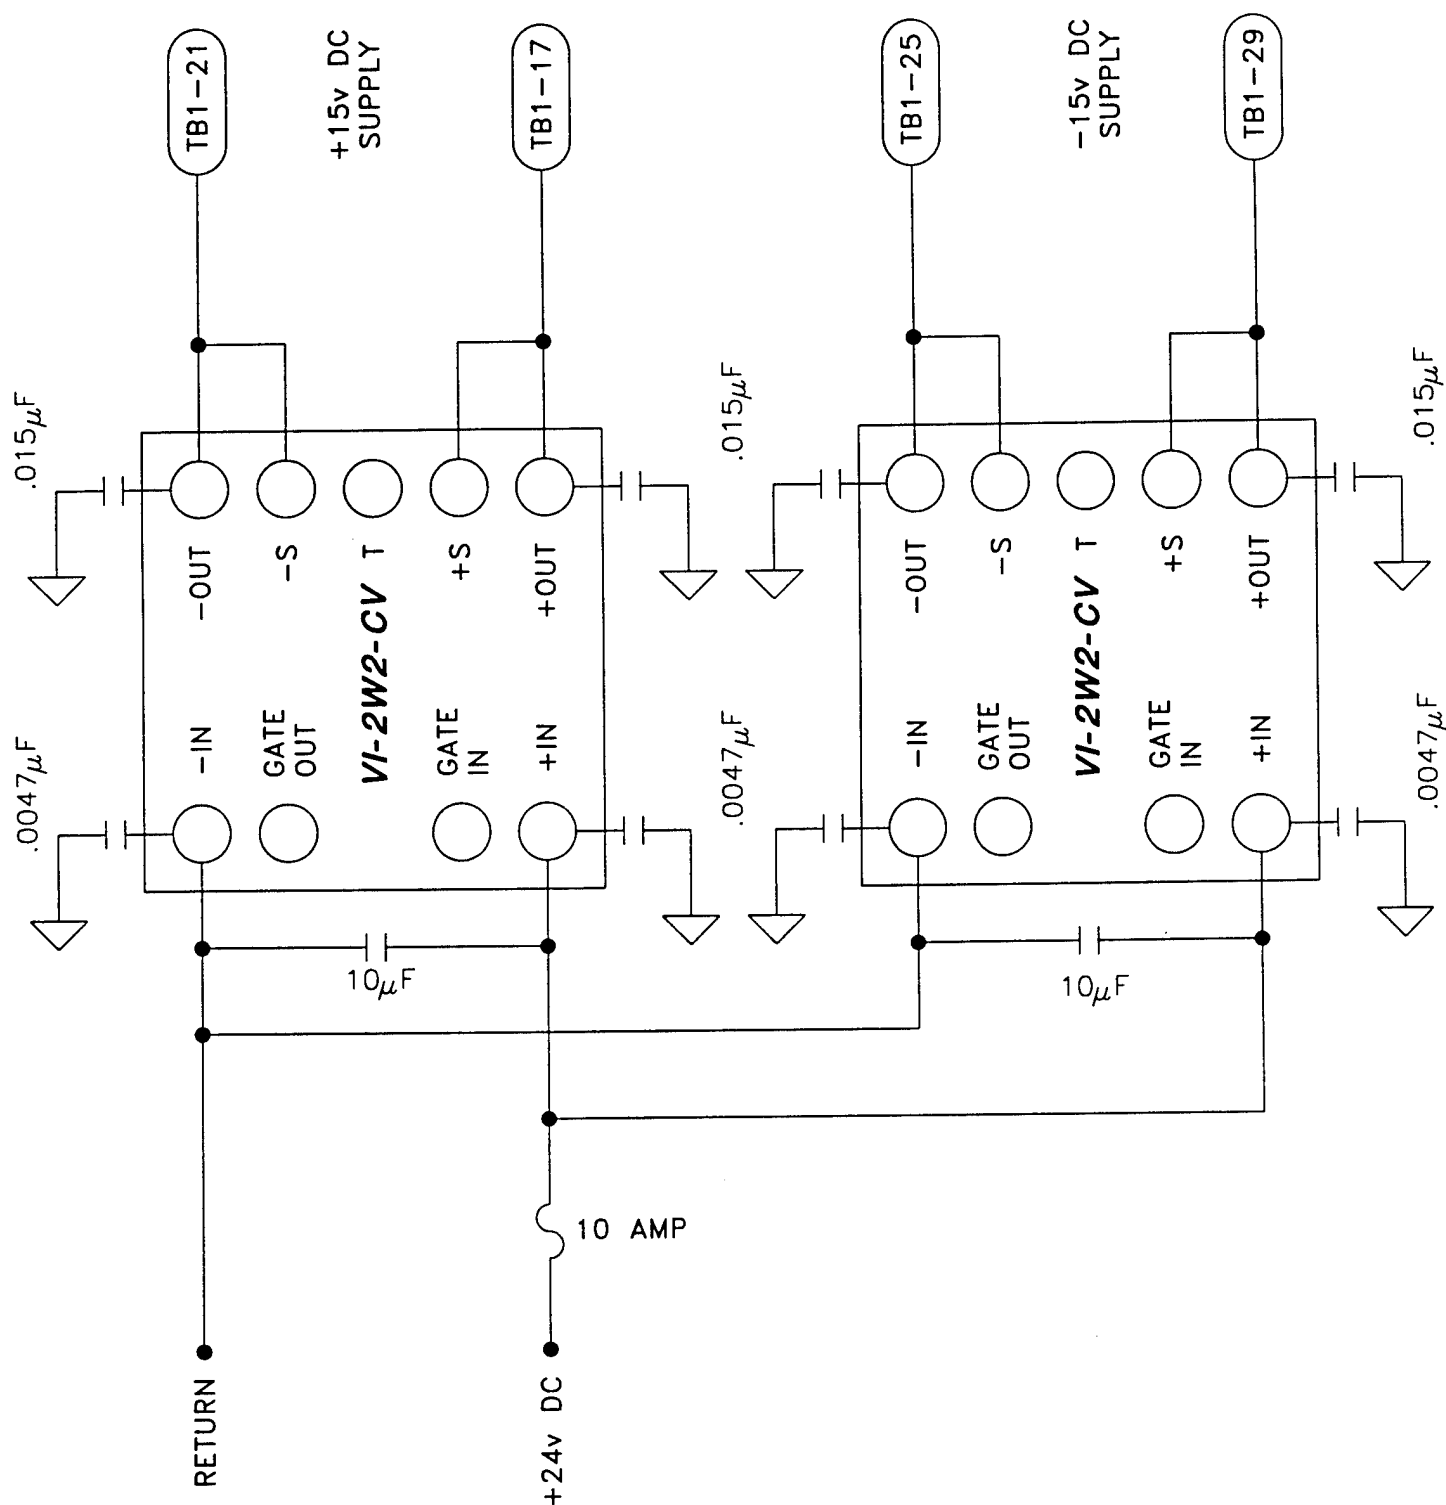 TB1-21
+15v DC
SUPPLY
TB1-17
TB1-25
-15v DC
SUPPLY
TB1-29
.015µF
.015µF
.015µF
-OUT
-S
T
+S
+OUT
-OUT
-S
T
+S
+OUT
VI-2W2-CV
VI-2W2-CV
.0047µF
-IN
GATE
OUT
GATE
IN
+IN
.0047µF
-IN
GATE
OUT
GATE
IN
+IN
.0047µF
10µF
10µF
10 AMP
RETURN
+24v DC